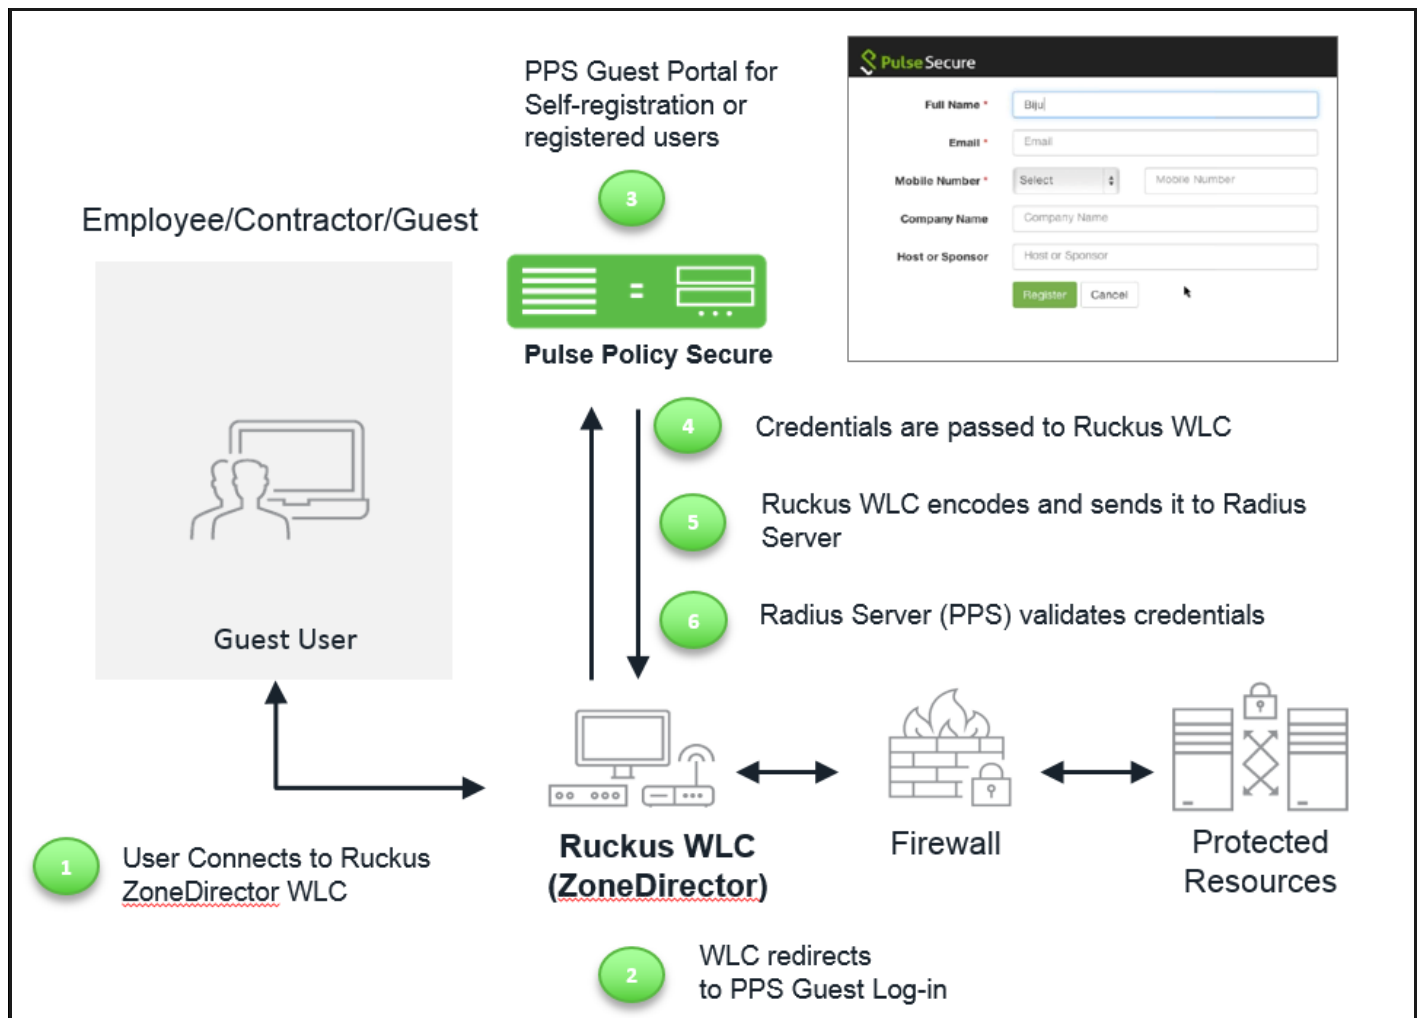 PPS Guest Portal for
Self-registration or
registered users
3
Employee/Contractor/Guest
Pulse Policy Secure
PulseSecure
Full Name *
Biju
Email *
Email
Mobile Number *
Select
Mobile Number
Company Name
Company Name
Host or Sponsor
Host or Sponsor
Register
Cancel
Guest User
4
Credentials are passed to Ruckus WLC
5
Ruckus WLC encodes and sends it to Radius
Server
6
Radius Server (PPS) validates credentials
1
User Connects to Ruckus
ZoneDirector WLC
Ruckus WLC
(ZoneDirector)
Firewall
Protected
Resources
2
WLC redirects
to PPS Guest Log-in